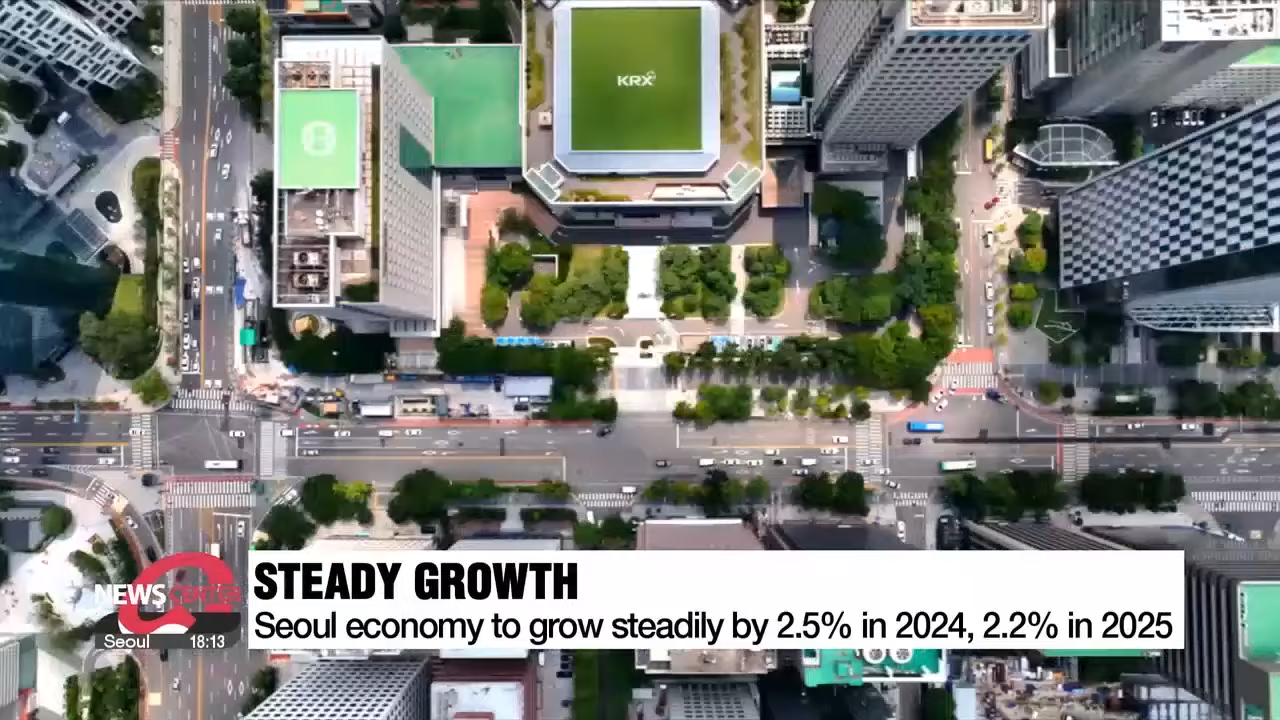 KRX
STEADY GROWTH
NEWS CENTER
Seoul economy to grow steadily by 2.5% in 2024, 2.2% in 2025
Seoul 18:13